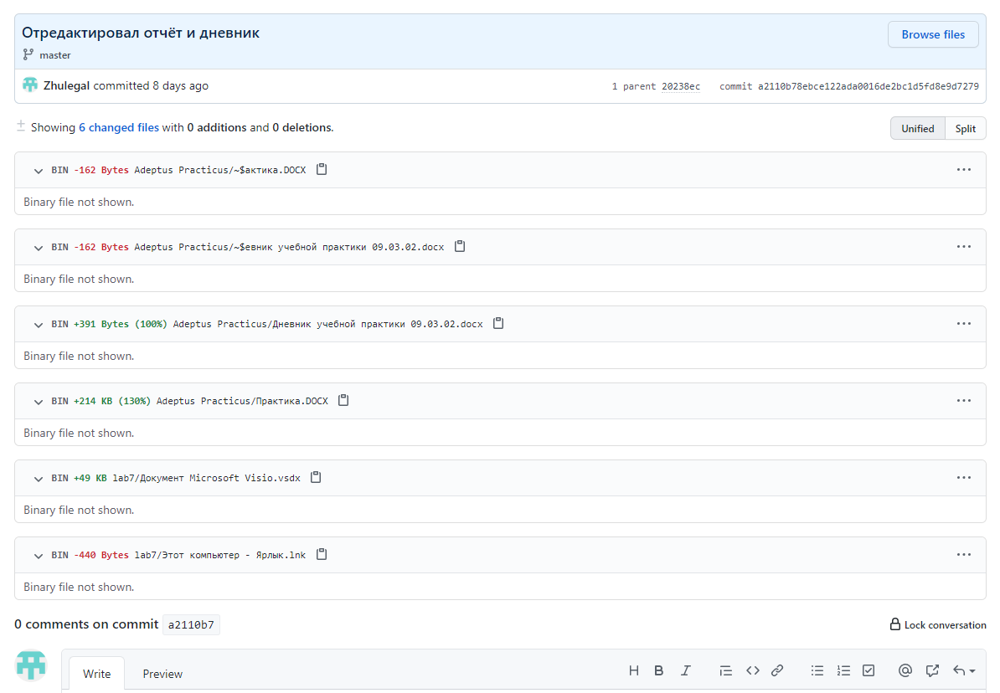 Отредактировал отчёт и дневник
Browse files
master
Zhulegal committed 8 days ago
1 parent 20238ec commit a2110b78ebce122ada0016de2bc1d5fd8e9d7279
Showing 6 changed files with 0 additions and 0 deletions.
Unified Split
BIN -162 Bytes Adeptus Practicus/~$актика.DOCX
Binary file not shown.
BIN -162 Bytes Adeptus Practicus/~$евник учебной практики 09.03.02.docx
Binary file not shown.
BIN +391 Bytes (100%) Adeptus Practicus/Дневник учебной практики 09.03.02.docx
Binary file not shown.
BIN +214 KB (130%) Adeptus Practicus/Практика.DOCX
Binary file not shown.
BIN +49 KB lab7/Документ Microsoft Visio.vsdx
Binary file not shown.
BIN -440 Bytes lab7/Этот компьютер - Ярлык.lnk
Binary file not shown.
0 comments on commit a2110b7
Lock conversation
Write Preview